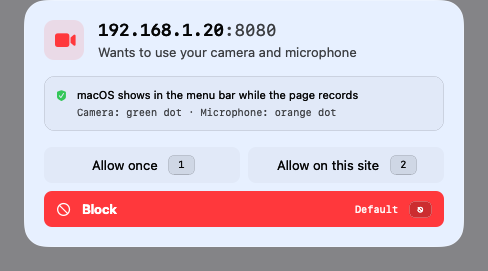 192.168.1.20:8080
Wants to use your camera and microphone
macOS shows in the menu bar while the page records
Camera: green dot · Microphone: orange dot
Allow once 1
Allow on this site 2
Block Default